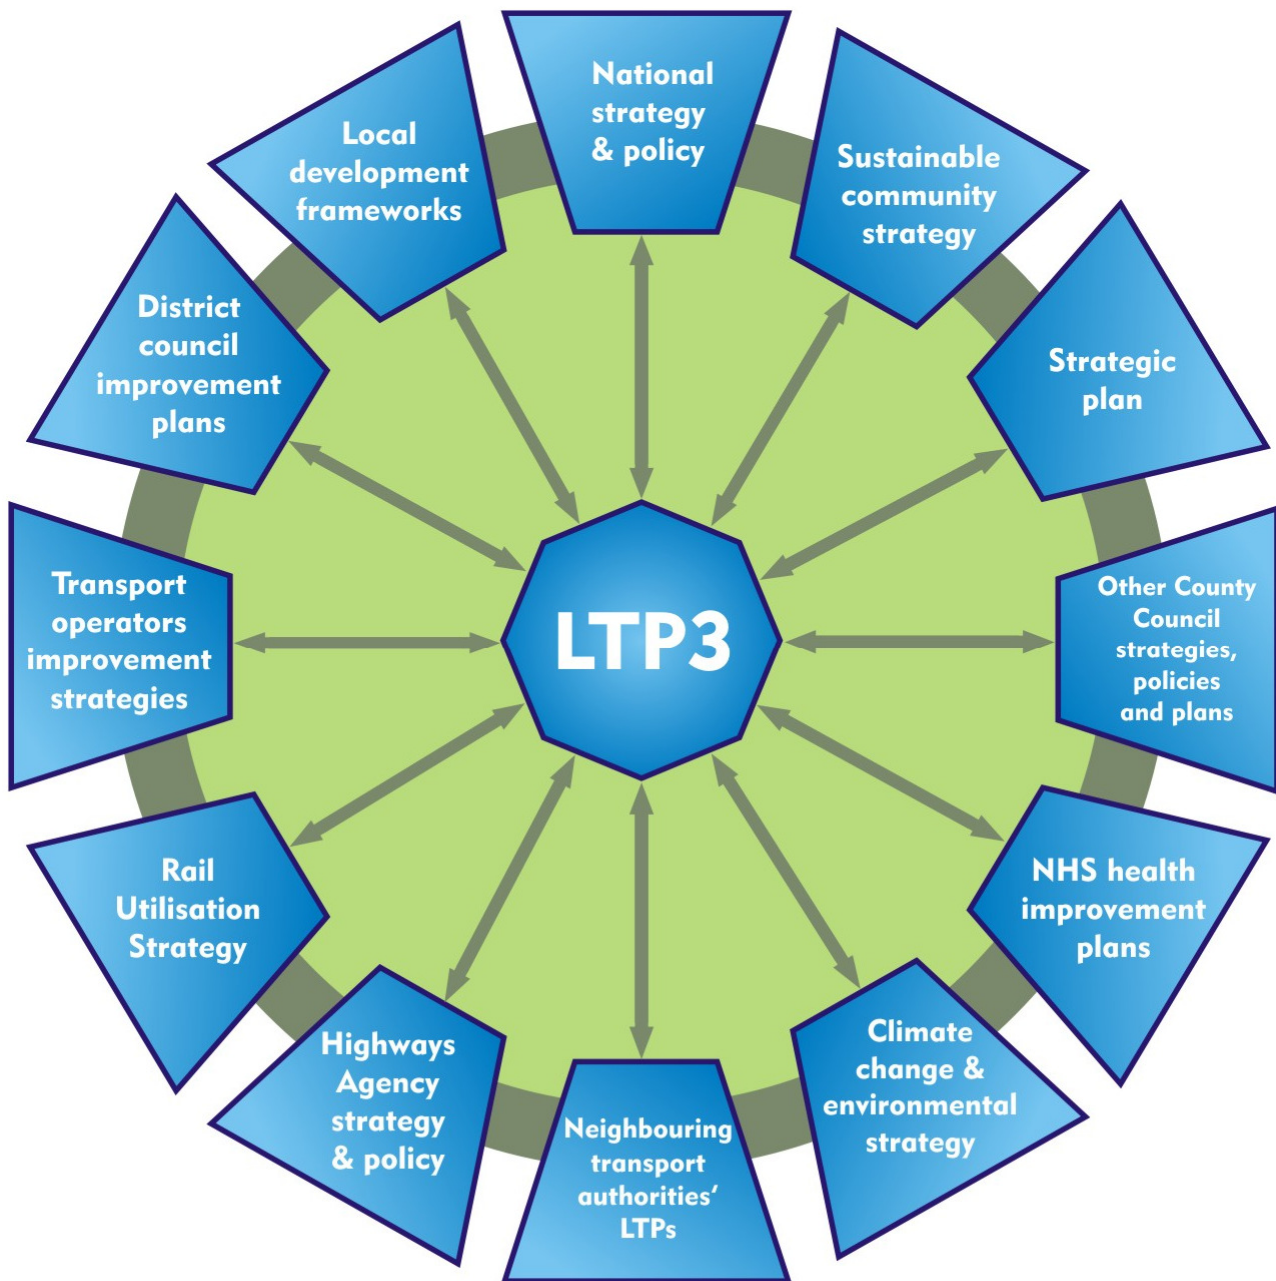 National
strategy
& policy
Sustainable
community
strategy
Strategic
plan
Other County
Council
strategies,
policies
and plans
NHS health
improvement
plans
Climate
change &
environmental
strategy
Neighbouring
transport
authorities‘
LTPs
Highways
Agency
strategy
& policy
Rail
Utilisation
Strategy
Transport
operators
improvement
strategies
District
council
improvement
plans
Local
development
frameworks
LTP3